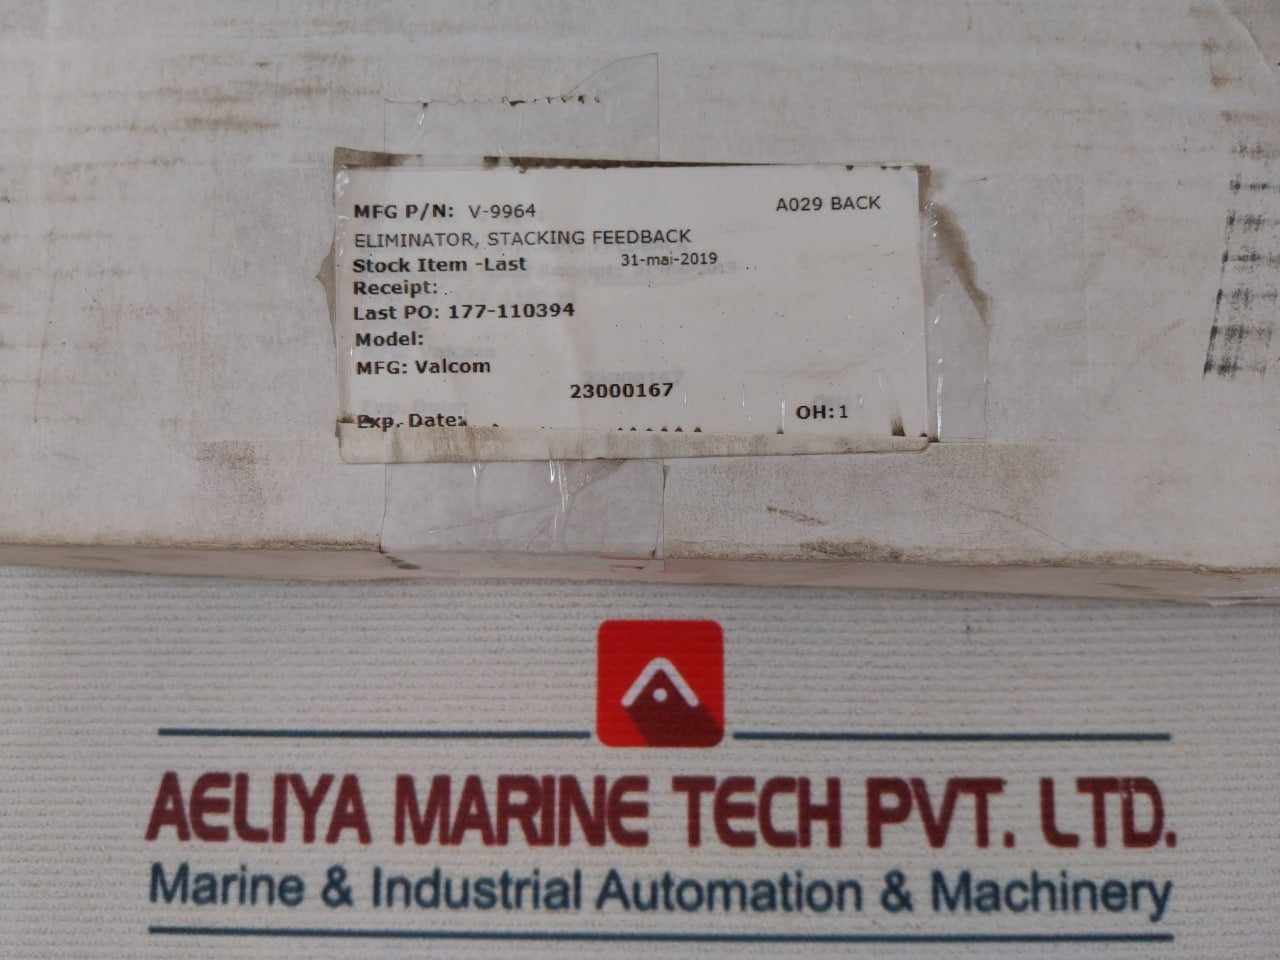 MFG P/N: V-9964 A029 BACK
ELIMINATOR, STACKING FEEDBACK
Stock Item -Last 31-mai-2019
Receipt:
Last PO: 177-110394
Model:
MFG: Valcom
23000167
Exp. Date: OH:1
AELIYA MARINE TECH PVT. LTD.
Marine & Industrial Automation & Machinery